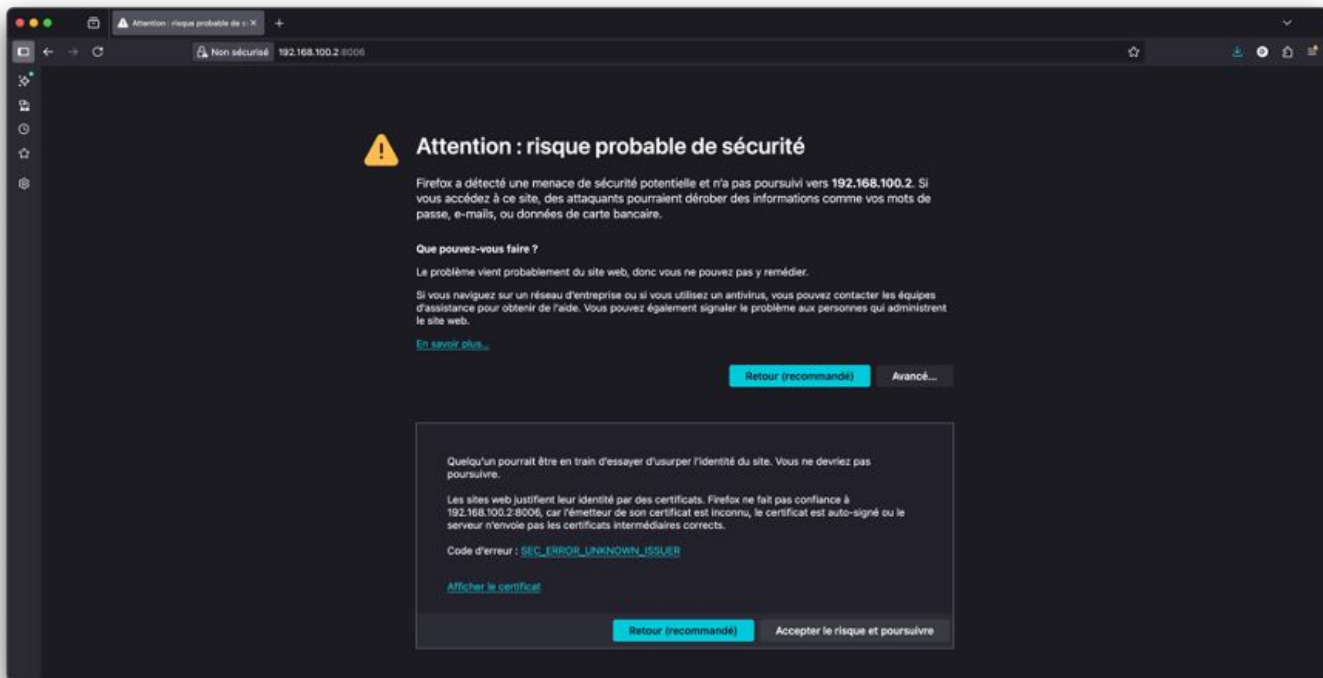 Attention : risque probable de s
Non sécurisé 192.168.100.2:8006
Attention : risque probable de sécurité
Firefox a détecté une menace de sécurité potentielle et n'a pas poursuivi vers 192.168.100.2. Si
vous accédez à ce site, des attaquants pourraient dérober des informations comme vos mots de
passe, e-mails, ou données de carte bancaire.
Que pouvez-vous faire ?
Le problème vient probablement du site web, donc vous ne pouvez pas y remédier.
Si vous naviguez sur un réseau d'entreprise ou si vous utilisez un antivirus, vous pouvez contacter les équipes
d'assistance pour obtenir de l'aide. Vous pouvez également signaler le problème aux personnes qui administrent
le site web.
En savoir plus...
Retour (recommandé) Avancé...
Quelqu'un pourrait être en train d'essayer d'usurper l'identité du site. Vous ne devriez pas
poursuivre.
Les sites web justifient leur identité par des certificats. Firefox ne fait pas confiance à
192.168.100.2:8006, car l'émetteur de son certificat est inconnu, le certificat est auto-signé ou le
serveur n'envoie pas les certificats intermédiaires corrects.
Code d'erreur : SEC_ERROR_UNKNOWN_ISSUER
Afficher le certificat
Retour (recommandé) Accepter le risque et poursuivre